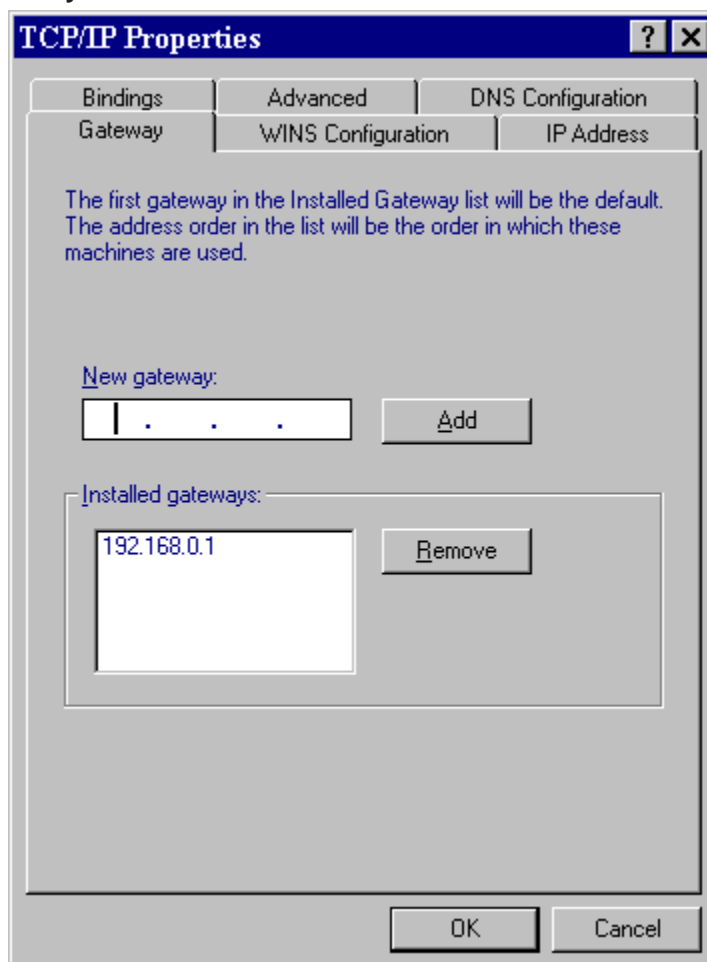 TCP/IP Properties
? X
Bindings Advanced DNS Configuration
Gateway WINS Configuration IP Address
The first gateway in the Installed Gateway list will be the default.
The address order in the list will be the order in which these
machines are used.
New gateway:
. . .
Add
Installed gateways:
192.168.0.1
Remove
OK Cancel